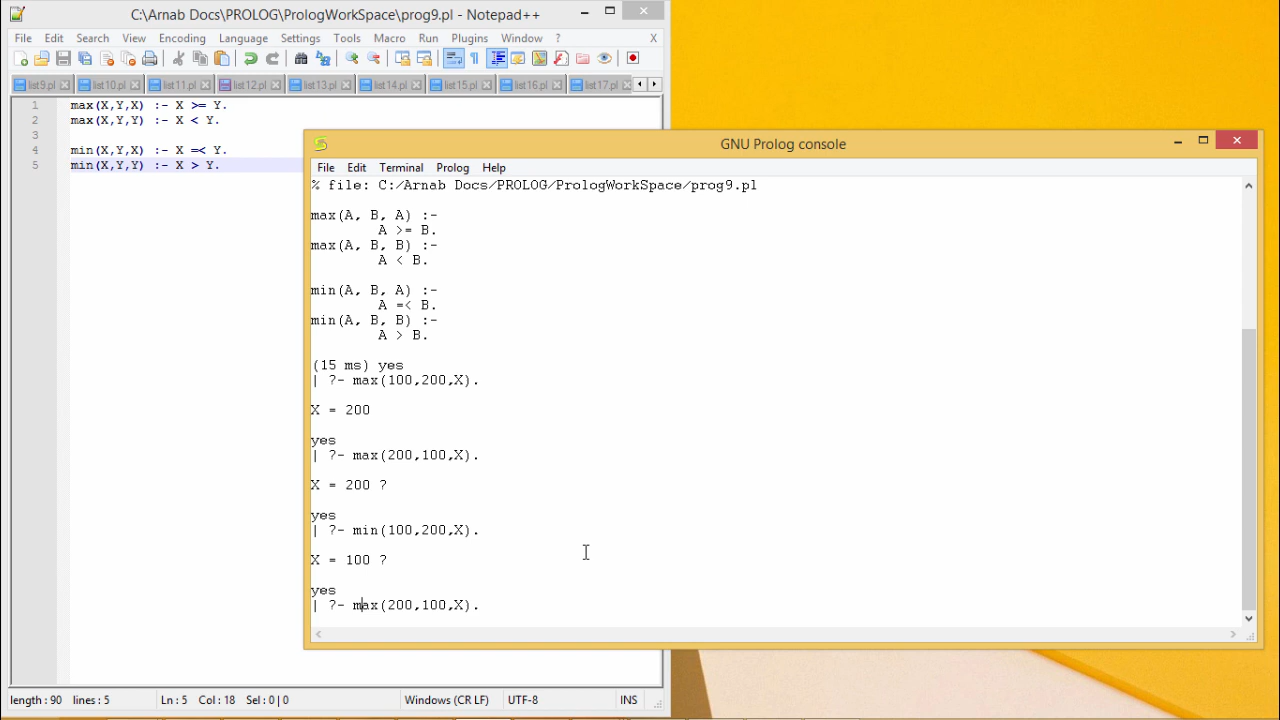 C:\Arnab Docs\PROLOG\PrologWorkSpace\prog9.pl - Notepad++
File Edit Search View Encoding Language Settings Tools Macro Run Plugins Window ? X
list9.pl list10.pl list11.pl list12.pl list13.pl list14.pl list15.pl list16.pl list17.pl
1 max(X,Y,X) :- X >= Y.
2 max(X,Y,Y) :- X < Y.
3
4 min(X,Y,X) :- X =< Y.
5 min(X,Y,Y) :- X > Y.
GNU Prolog console
File Edit Terminal Prolog Help
% file: C:/Arnab Docs/PROLOG/PrologWorkSpace/prog9.pl
max(A, B, A) :-
A >= B.
max(A, B, B) :-
A < B.
min(A, B, A) :-
A =< B.
min(A, B, B) :-
A > B.
(15 ms) yes
| ?- max(100,200,X).
X = 200
yes
| ?- max(200,100,X).
X = 200 ?
yes
| ?- min(100,200,X).
X = 100 ?
yes
| ?- max(200,100,X).
length : 90 lines : 5 Ln : 5 Col : 18 Sel : 0 | 0 Windows (CR LF) UTF-8 INS